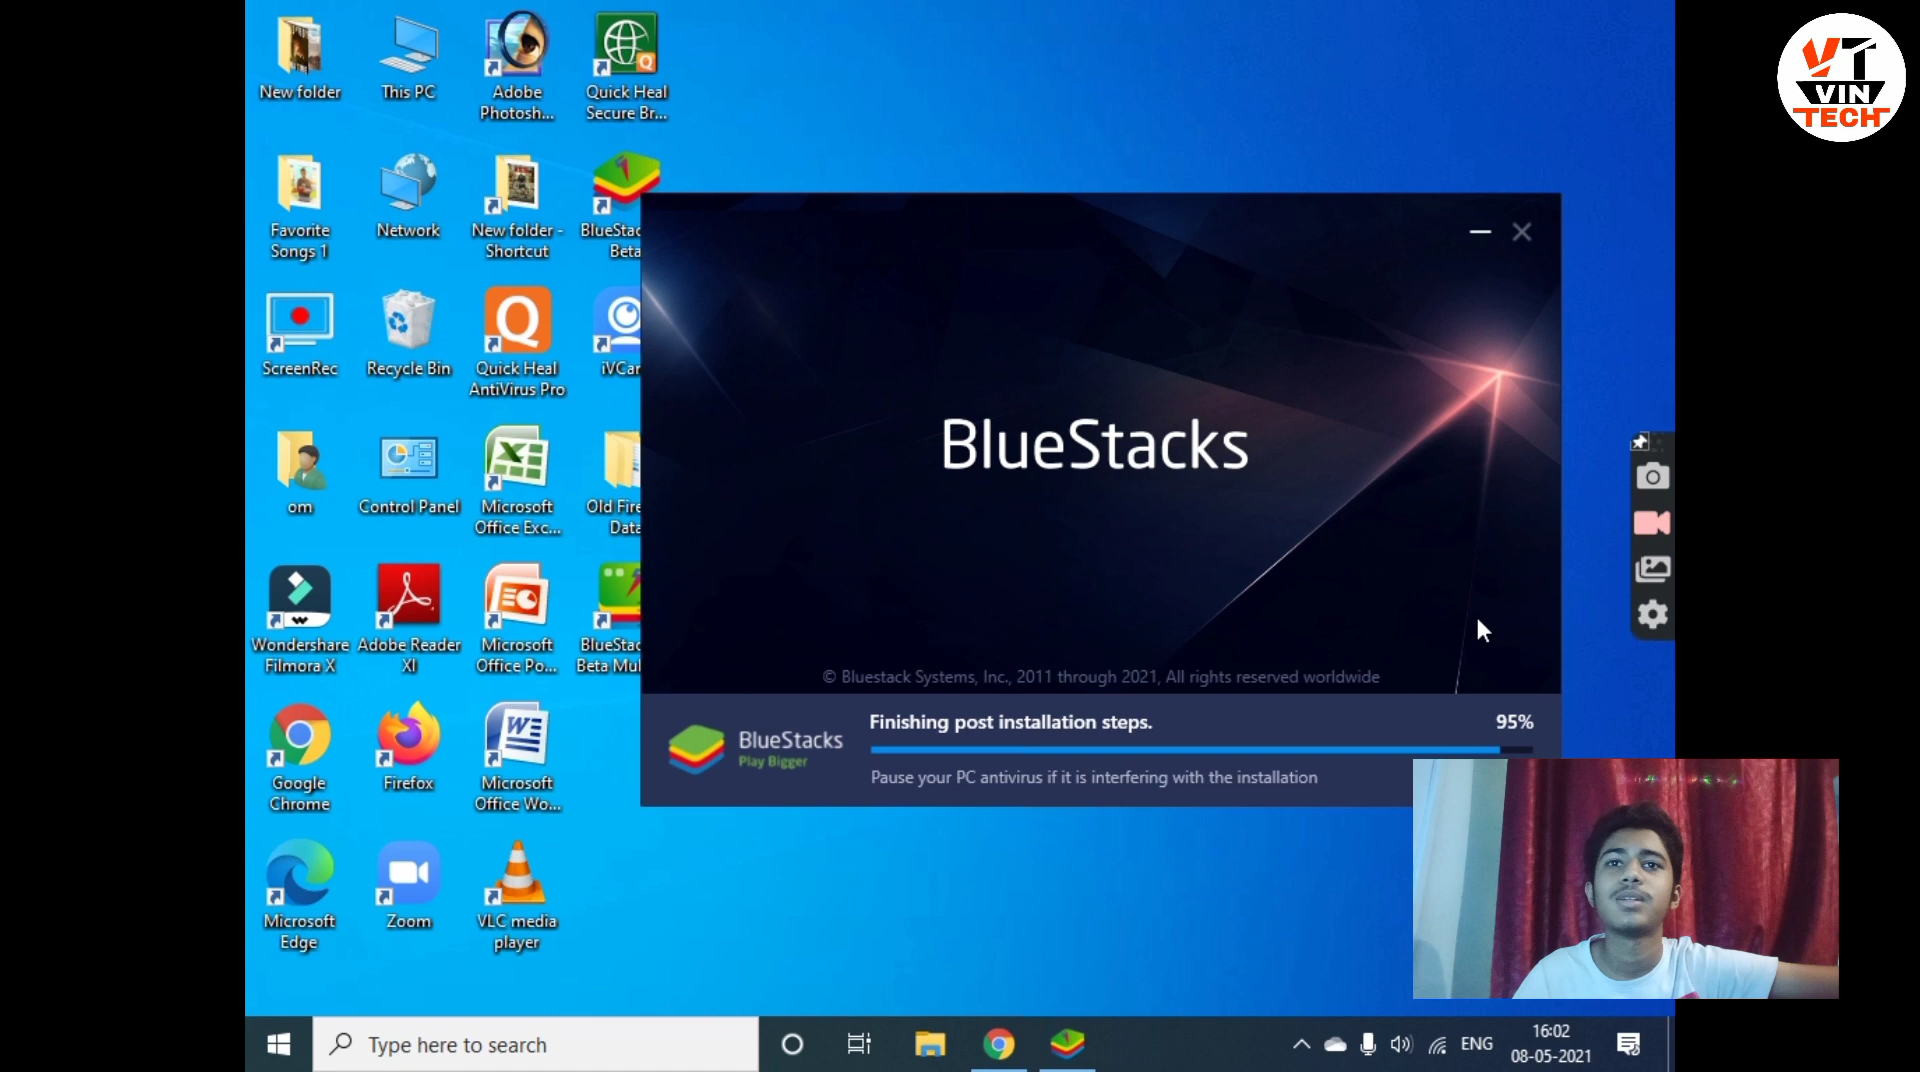 New folder
This PC
Adobe
Photosh...
Quick Heal
Secure Br...
Favorite
Songs 1
Network
New folder -
Shortcut
BlueStac
Beta
ScreenRec
Recycle Bin
Quick Heal
AntiVirus Pro
iVCar
om
Control Panel
Microsoft
Office Exc...
Old Fire
Data
Wondershare
Filmora X
Adobe Reader
XI
Microsoft
Office Po...
BlueStac
Beta Mul
Google
Chrome
Firefox
Microsoft
Office Wo...
Microsoft
Edge
Zoom
VLC media
player
BlueStacks
© Bluestack Systems, Inc., 2011 through 2021, All rights reserved worldwide
BlueStacks
Play Bigger
Finishing post installation steps.
95%
Pause your PC antivirus if it is interfering with the installation
VT
VIN
TECH
Type here to search
ENG
16:02
08-05-2021